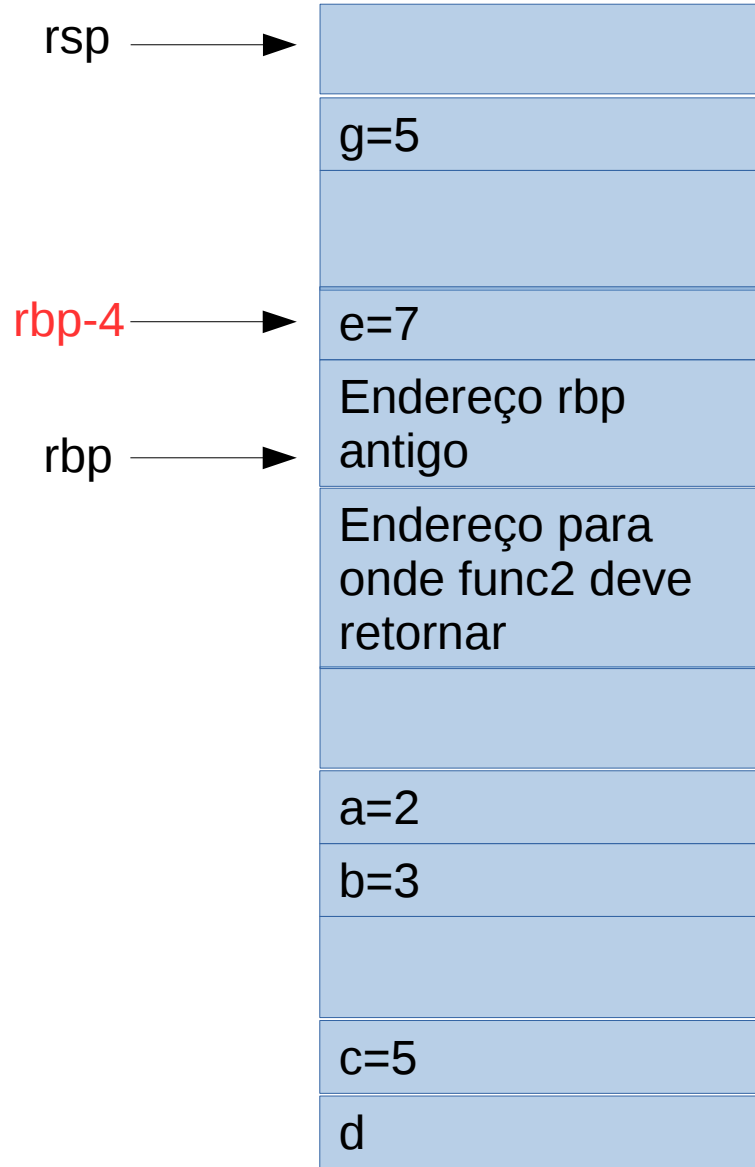 rsp
g=5
rbp-4
e=7
Endereço rbp
antigo
rbp
Endereço para
onde func2 deve
retornar
a=2
b=3
c=5
d